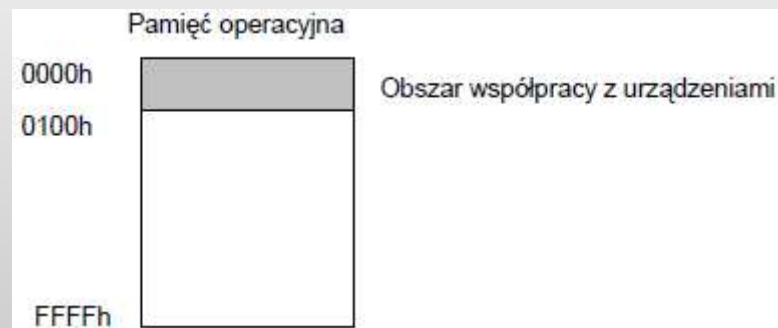 Pamięć operacyjna
0000h
Obszar współpracy z urządzeniami
0100h
FFFFh